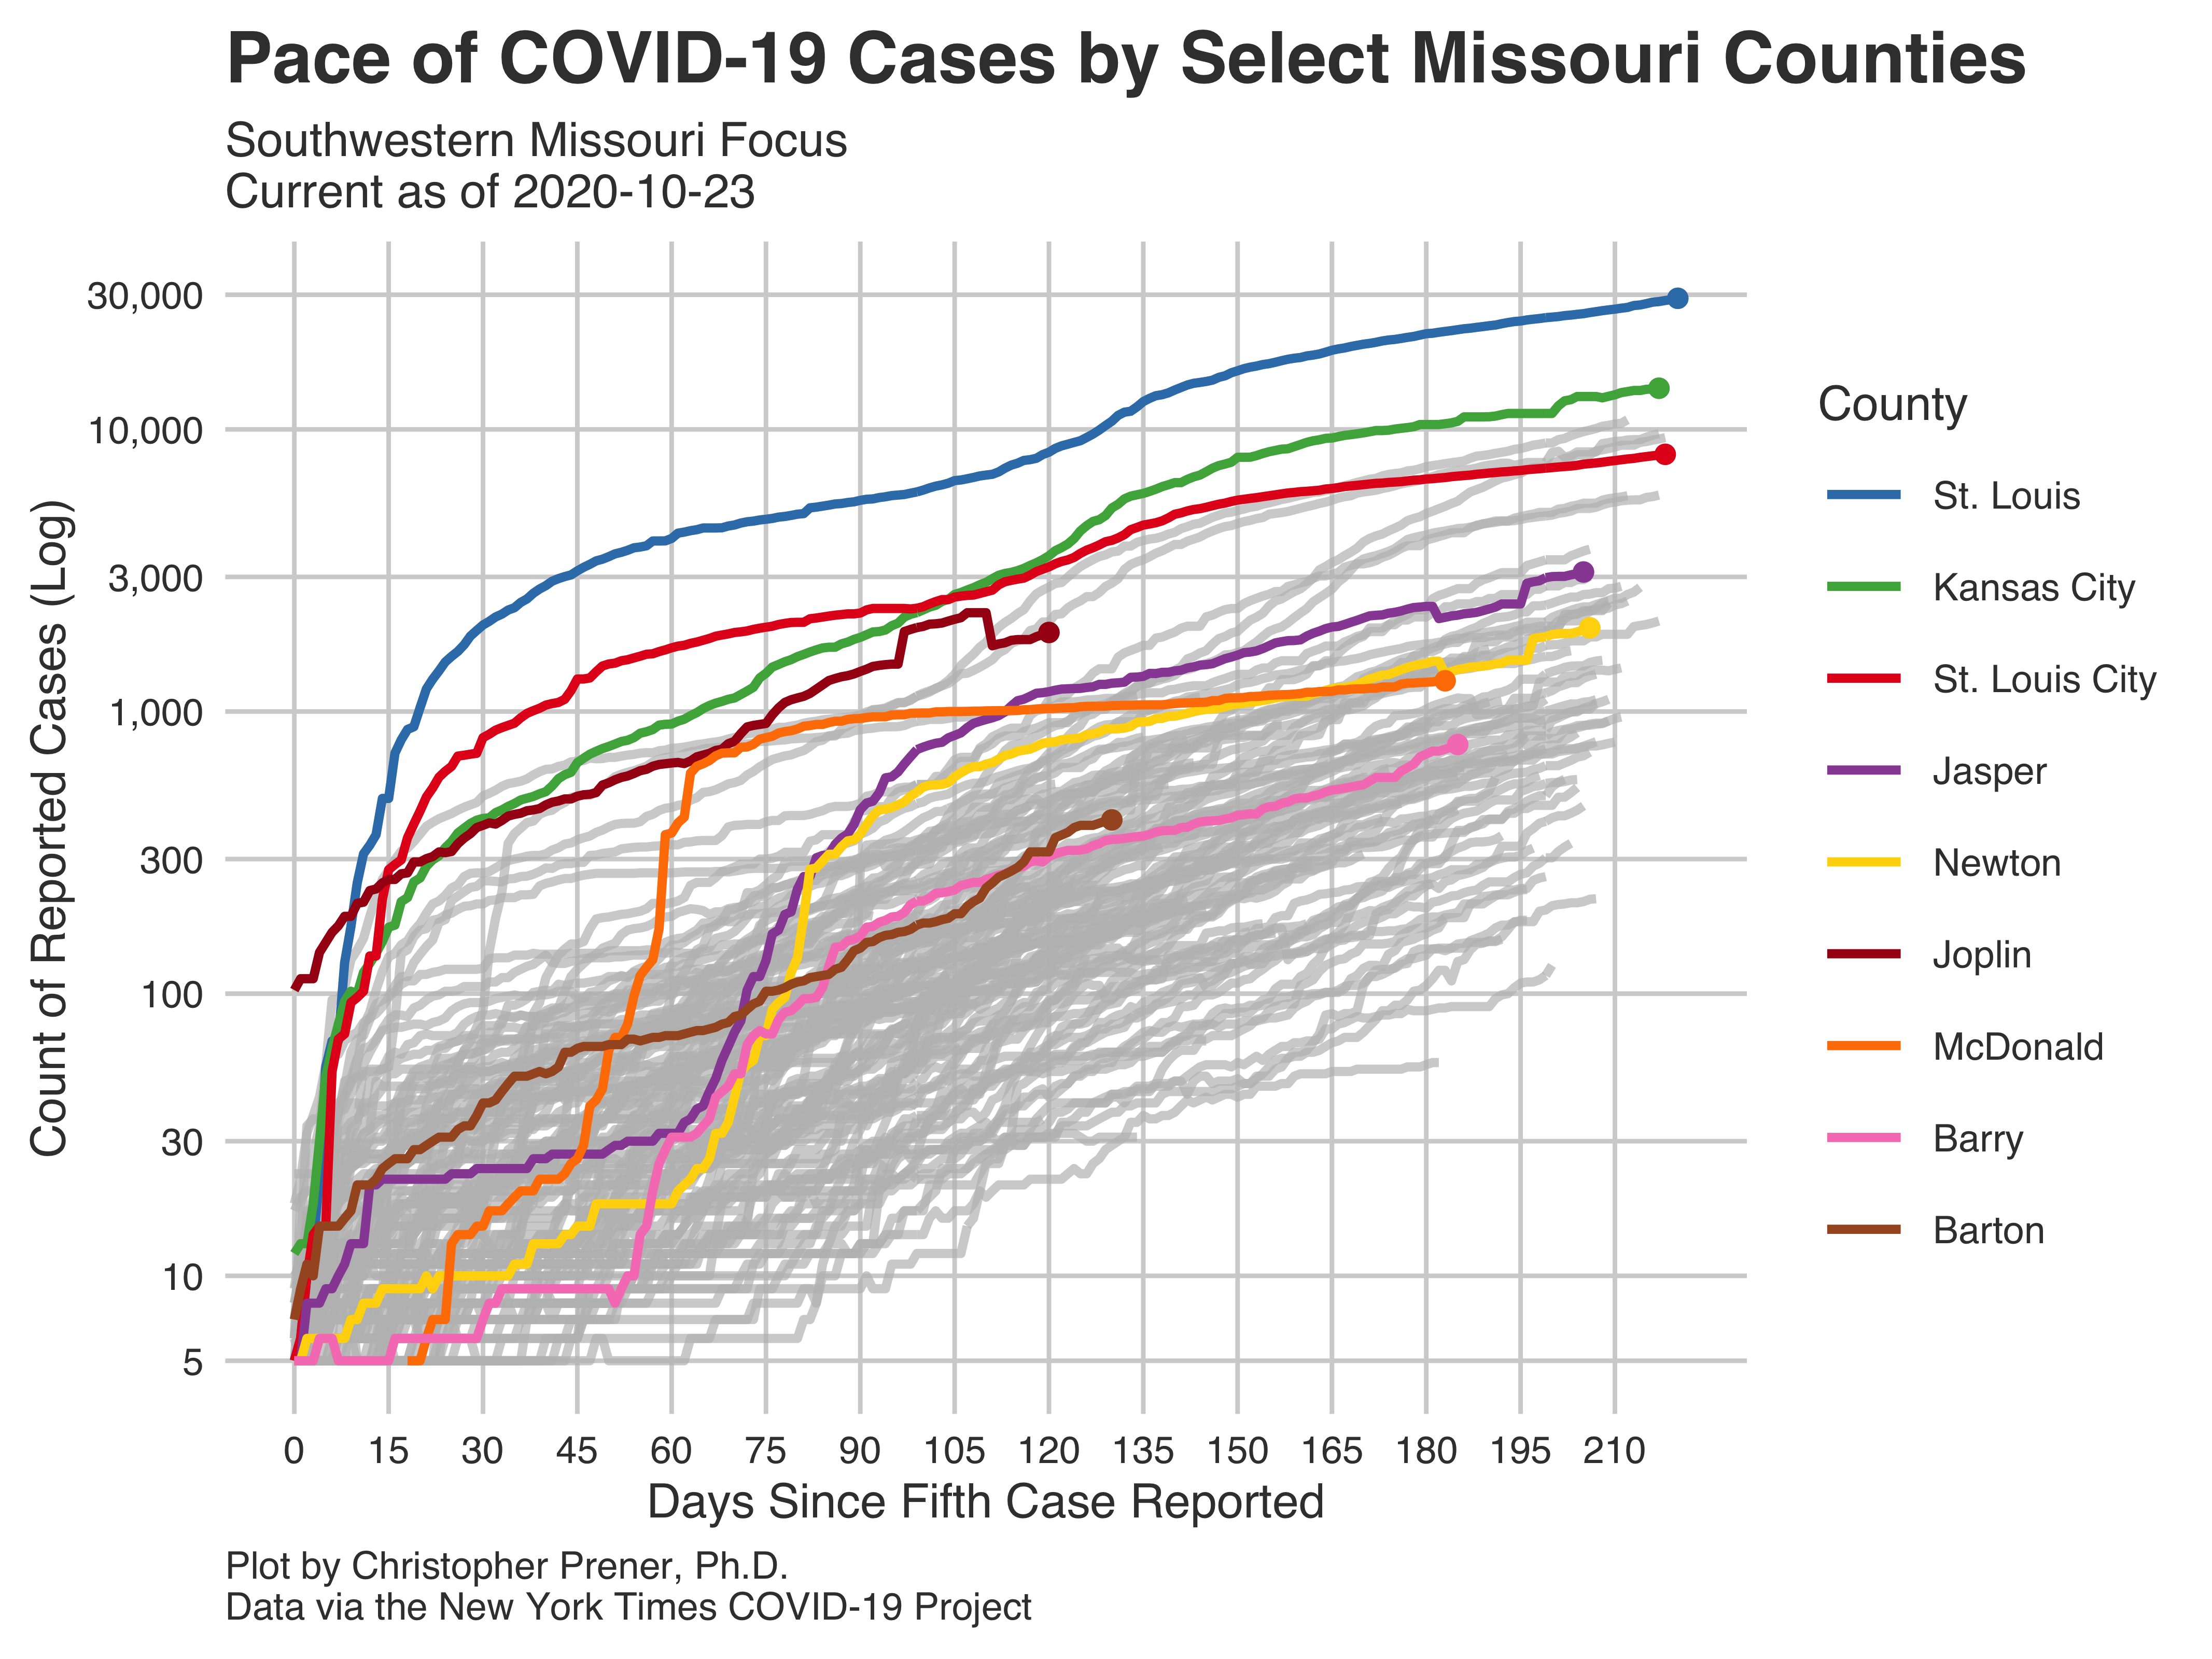 Pace of COVID-19 Cases by Select Missouri Counties
Southwestern Missouri Focus
Current as of 2020-10-23
Count of Reported Cases (Log)
30,000
10,000
3,000
1,000
300
100
30
10
5
0 15 30 45 60 75 90 105 120 135 150 165 180 195 210
Days Since Fifth Case Reported
County
St. Louis
Kansas City
St. Louis City
Jasper
Newton
Joplin
McDonald
Barry
Barton
Plot by Christopher Prener, Ph.D.
Data via the New York Times COVID-19 Project